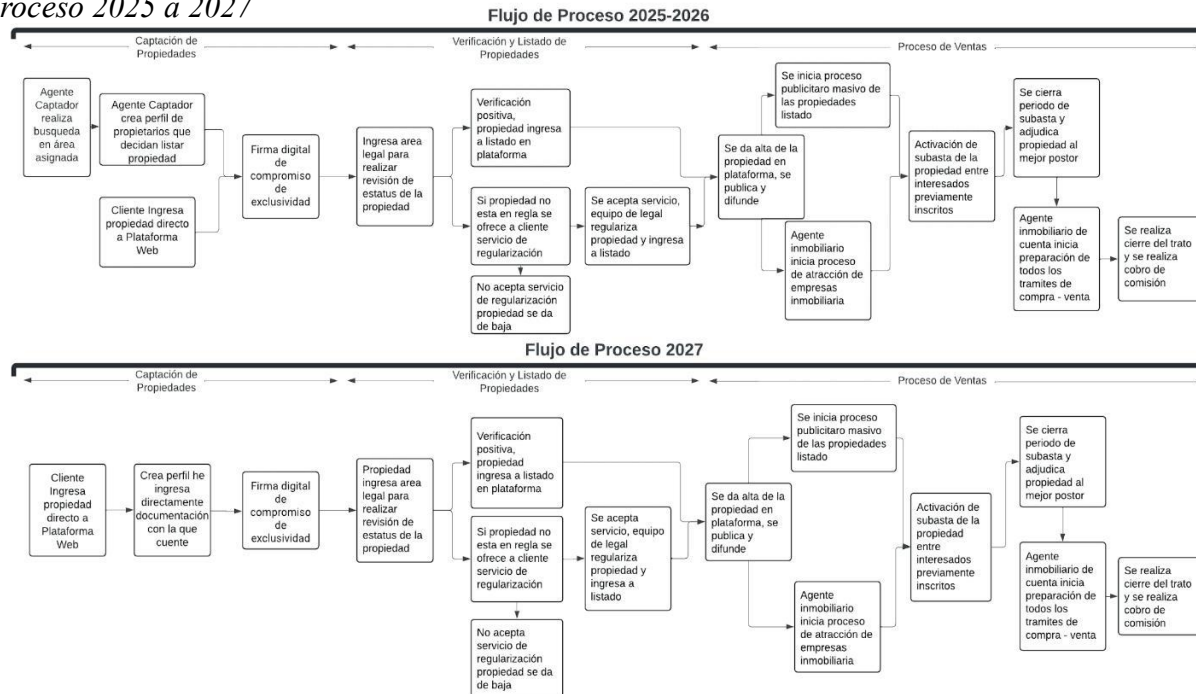 roceso 2025 a 2027
Flujo de Proceso 2025-2026
Captación de
Propiedades
Verificación y Listado de
Propiedades
Proceso de Ventas
Agente
Captador
realiza
busqueda
en área
asignada
Agente Captador
crea perfil de
propietarios que
decidan listar
propiedad
Cliente Ingresa
propiedad directo
a Plataforma
Web
Firma digital
de
compromiso
de
exclusividad
Ingresa area
legal para
realizar
revisión de
estatus de la
propiedad
Verificación
positiva,
propiedad ingresa
a listado en
plataforma
Si propiedad no
esta en regla se
ofrece a cliente
servicio de
regularización
No acepta servicio
de regularización
propiedad se da
de baja
Se acepta servicio,
equipo de legal
regulariza
propiedad y ingresa
a listado
Se da alta de la
propiedad en
plataforma, se
publica y
difunde
Se inicia proceso
publicitaro masivo de
las propiedades
listado
Agente
inmobiliario
inicia proceso
de atracción de
empresas
inmobiliaria
Activación de
subasta de la
propiedad entre
interesados
previamente
inscritos
Se cierra
periodo de
subasta y
adjudica
propiedad al
mejor postor
Agente
inmobiliario de
cuenta inicia
preparación de
todos los
tramites de
compra - venta
Se realiza
cierre del trato
y se realiza
cobro de
comisión
Flujo de Proceso 2027
Captación de
Propiedades
Verificación y Listado de
Propiedades
Proceso de Ventas
Cliente
Ingresa
propiedad
directo a
Plataforma
Web
Crea perfil he
ingresa
directamente
documentación
con la que
cuente
Firma digital
de
compromiso
de
exclusividad
Propiedad
ingresa area
legal para
realizar
revisión de
estatus de la
propiedad
Verificación
positiva,
propiedad
ingresa a listado
en plataforma
Si propiedad no
esta en regla se
ofrece a cliente
servicio de
regularización
No acepta
servicio de
regularización
propiedad se da
de baja
Se acepta
servicio, equipo
de legal
regulariza
propiedad y
ingresa a
listado
Se da alta de la
propiedad en
plataforma, se
publica y
difunde
Se inicia proceso
publicitaro masivo
de las propiedades
listado
Agente
inmobiliario
inicia proceso
de atracción de
empresas
inmobiliaria
Activación de
subasta de la
propiedad
entre
interesados
previamente
inscritos
Se cierra
periodo de
subasta y
adjudica
propiedad al
mejor postor
Agente
inmobiliario de
cuenta inicia
preparación de
todos los
tramites de
compra - venta
Se realiza
cierre del trato
y se realiza
cobro de
comisión